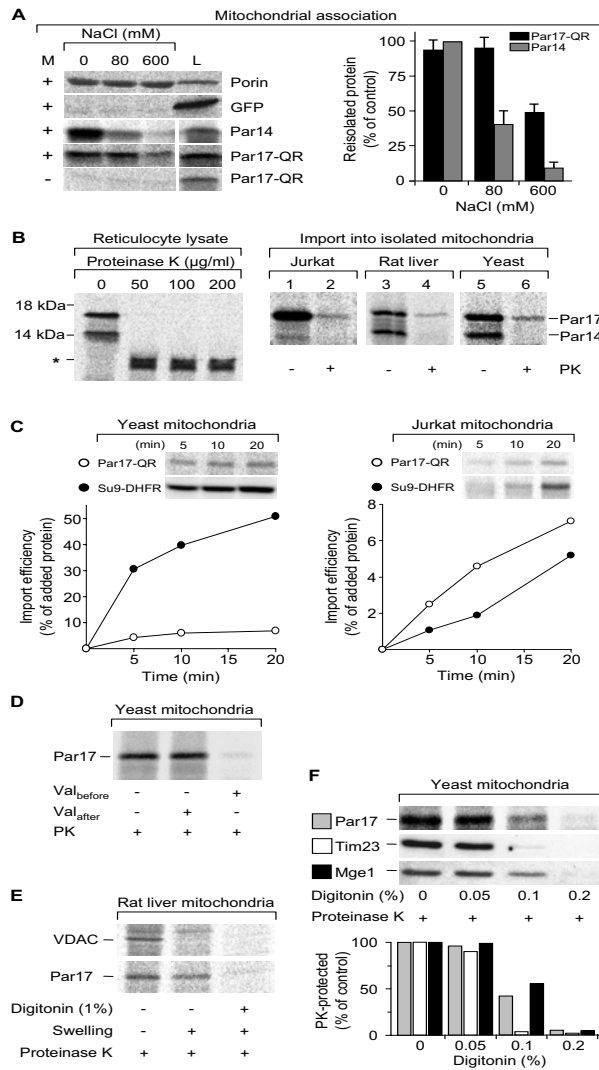 A
Mitochondrial association
NaCl (mM)
M 0 80 600 L
+ Porin
+ GFP
+ Par14
+ Par17-QR
- Par17-QR
Par17-QR
Par14
Reisolated protein
(% of control)
100
75
50
25
0
0 80 600
NaCl (mM)
B
Reticulocyte lysate
Proteinase K (µg/ml)
0 50 100 200
18 kDa
14 kDa
*
Import into isolated mitochondria
Jurkat Rat liver Yeast
1 2 3 4 5 6
Par17
Par14
- + - + - + PK
C
Yeast mitochondria
(min) 5 10 20
Par17-QR
Su9-DHFR
Import efficiency
(% of added protein)
50
40
30
20
10
0
5 10 15 20
Time (min)
Jurkat mitochondria
(min) 5 10 20
Par17-QR
Su9-DHFR
Import efficiency
(% of added protein)
8
6
4
2
0
5 10 15 20
Time (min)
D
Yeast mitochondria
Par17
Valbefore - - +
Valafter - + -
PK + + +
E
Rat liver mitochondria
VDAC
Par17
Digitonin (1%) - - +
Swelling - + +
Proteinase K + + +
F
Yeast mitochondria
Par17
Tim23
Mge1
Digitonin (%) 0 0.05 0.1 0.2
Proteinase K + + + +
PK-protected
(% of control)
100
50
0
0 0.05 0.1 0.2
Digitonin (%)